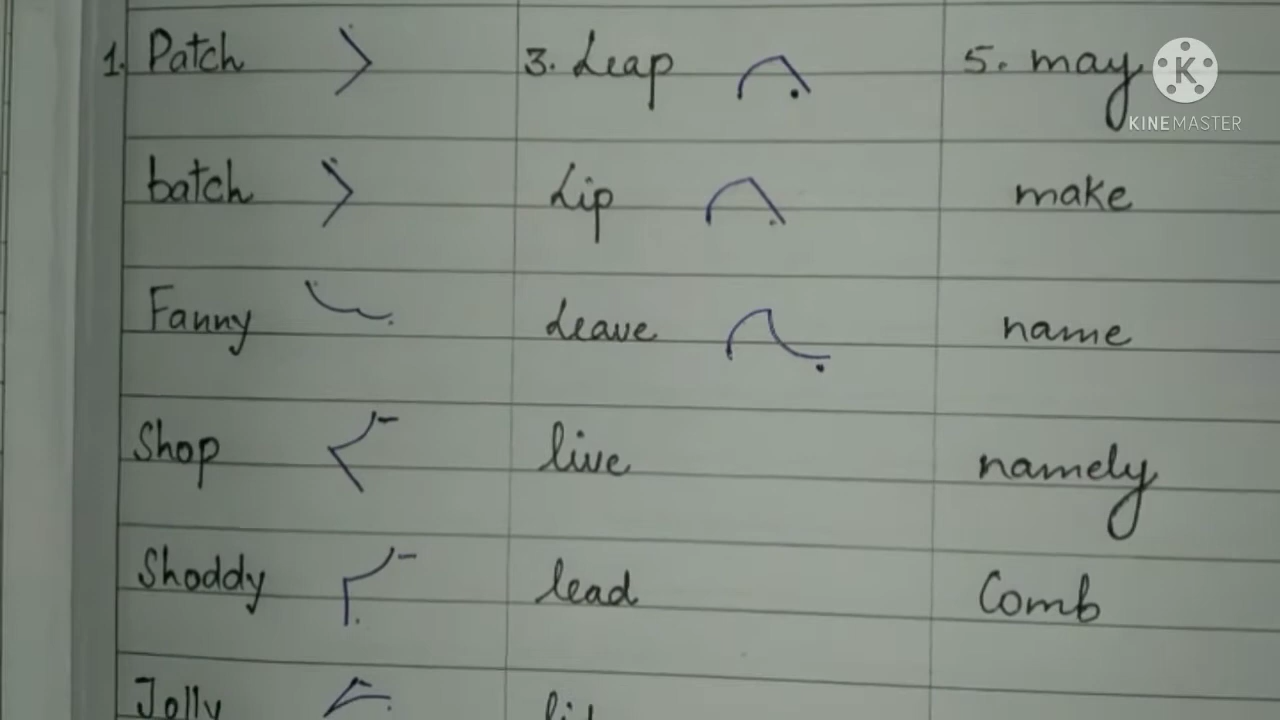 1. Patch
batch
Fanny
Shop
Shoddy
Jolly
3. Leap
Lip
Leave
live
lead
5. may
make
name
namely
Comb
KINEMASTER